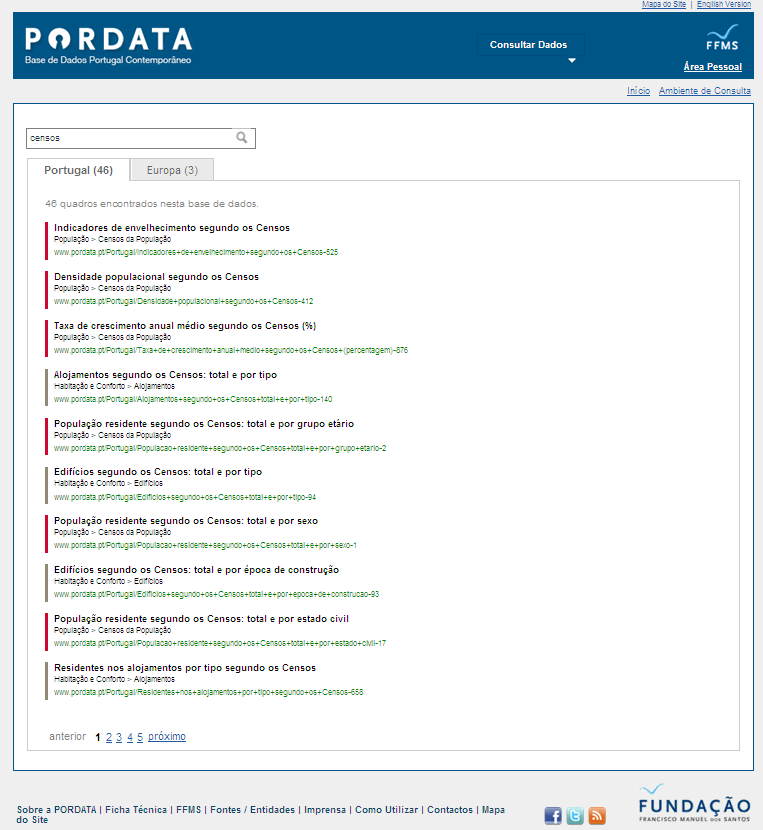 Mapa do Site | English Version
PORDATA
Base de Dados Portugal Contemporâneo
Consultar Dados
FFMS
Área Pessoal
Início Ambiente de Consulta
censos
Portugal (46) Europa (3)
46 quadros encontrados nesta base de dados.
Indicadores de envelhecimento segundo os Censos
População > Censos da População
www.pordata.pt/Portugal/Indicadores+de+envelhecimento+segundo+os+Censos-525
Densidade populacional segundo os Censos
População > Censos da População
www.pordata.pt/Portugal/Densidade+populacional+segundo+os+Censos-412
Taxa de crescimento anual médio segundo os Censos (%)
População > Censos da População
www.pordata.pt/Portugal/Taxa+de+crescimento+anual+medio+segundo+os+Censos+(percentagem)-876
Alojamentos segundo os Censos: total e por tipo
Habitação e Conforto > Alojamentos
www.pordata.pt/Portugal/Alojamentos+segundo+os+Censos+total+e+por+tipo-140
População residente segundo os Censos: total e por grupo etário
População > Censos da População
www.pordata.pt/Portugal/Populacao+residente+segundo+os+Censos+total+e+por+grupo+etario-2
Edifícios segundo os Censos: total e por tipo
Habitação e Conforto > Edifícios
www.pordata.pt/Portugal/Edificios+segundo+os+Censos+total+e+por+tipo-94
População residente segundo os Censos: total e por sexo
População > Censos da População
www.pordata.pt/Portugal/Populacao+residente+segundo+os+Censos+total+e+por+sexo-1
Edifícios segundo os Censos: total e por época de construção
Habitação e Conforto > Edifícios
www.pordata.pt/Portugal/Edificios+segundo+os+Censos+total+e+por+epoca+de+construcao-93
População residente segundo os Censos: total e por estado civil
População > Censos da População
www.pordata.pt/Portugal/Populacao+residente+segundo+os+Censos+total+e+por+estado+civil-17
Residentes nos alojamentos por tipo segundo os Censos
Habitação e Conforto > Alojamentos
www.pordata.pt/Portugal/Residentes+nos+alojamentos+por+tipo+segundo+os+Censos-658
anterior 1 2 3 4 5 próximo
Sobre a PORDATA | Ficha Técnica | FFMS | Fontes / Entidades | Imprensa | Como Utilizar | Contactos | Mapa
do Site
FUNDAÇÃO
FRANCISCO MANUEL DOS SANTOS